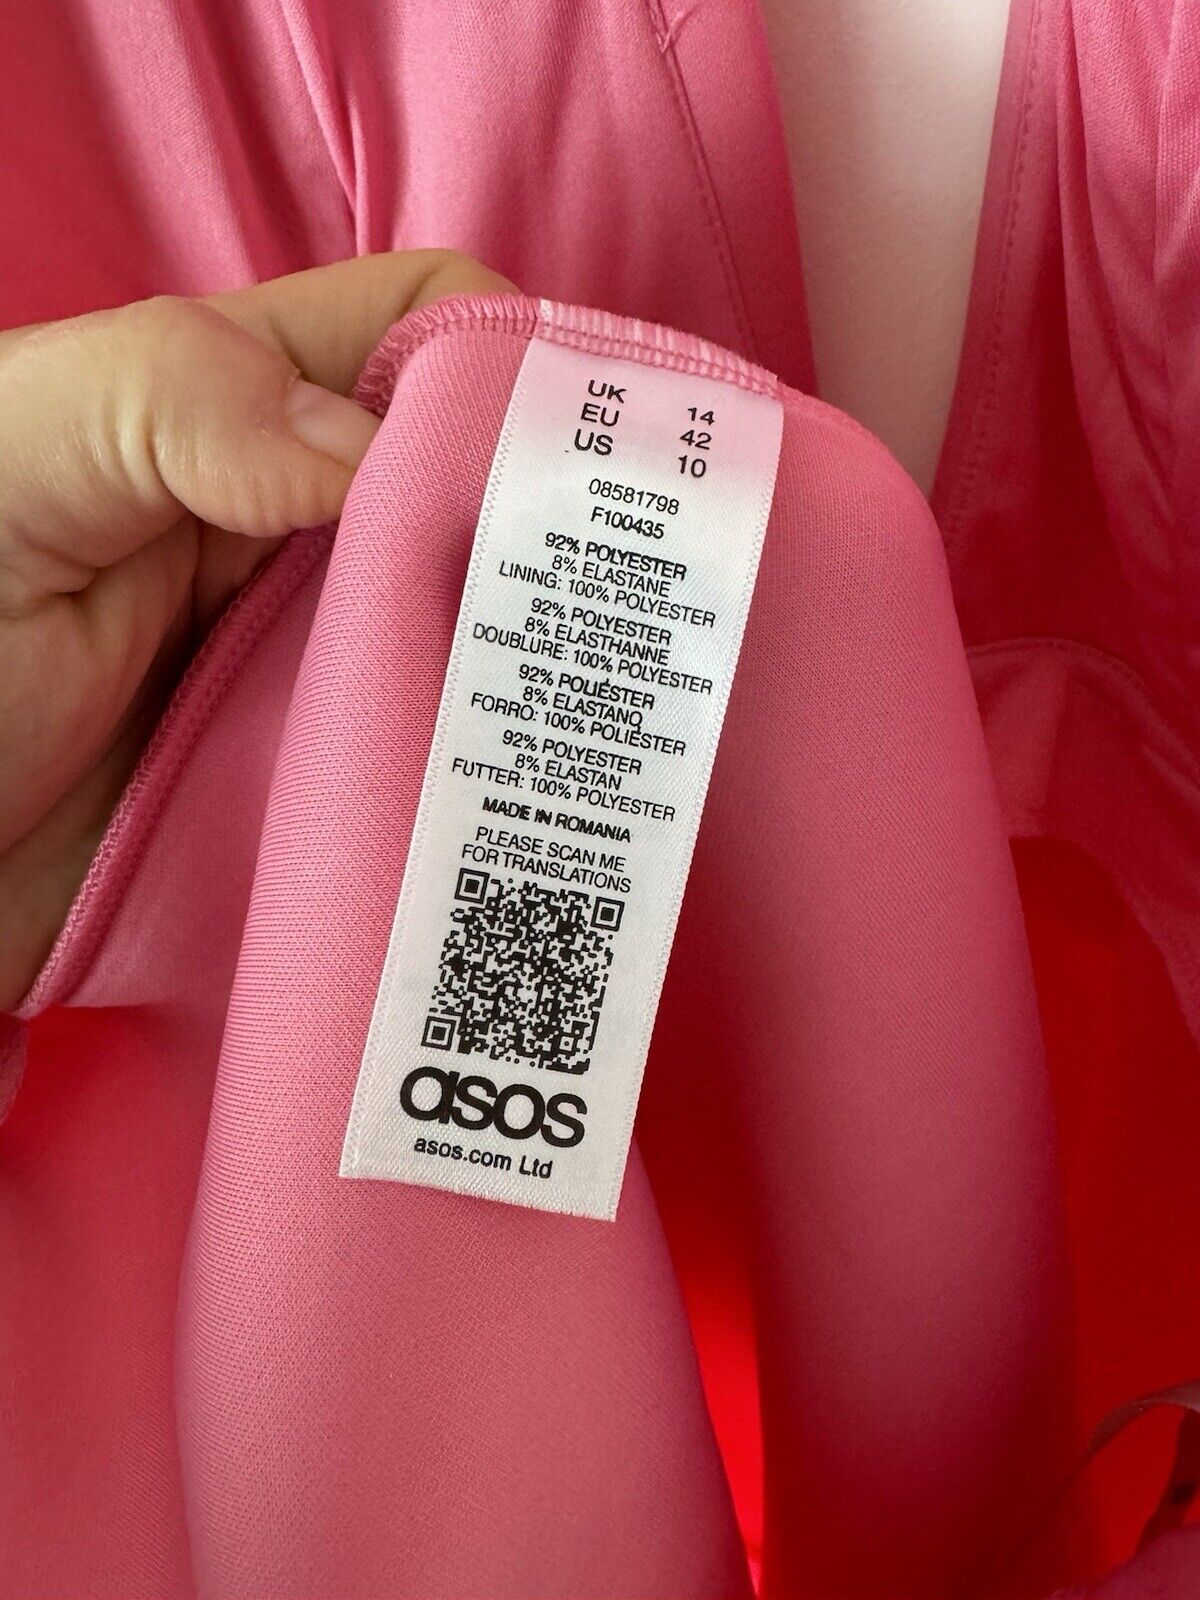 UK 14
EU 42
US 10
08581798
F100435
92% POLYESTER
8% ELASTANE
LINING: 100% POLYESTER
92% POLYESTER
8% ELASTHANNE
DOUBLURE: 100% POLYESTER
92% POLIÉSTER
8% ELASTANO
FORRO: 100% POLIÉSTER
92% POLYESTER
8% ELASTAN
FUTTER: 100% POLYESTER
MADE IN ROMANIA
PLEASE SCAN ME
FOR TRANSLATIONS
asos
asos.com Ltd